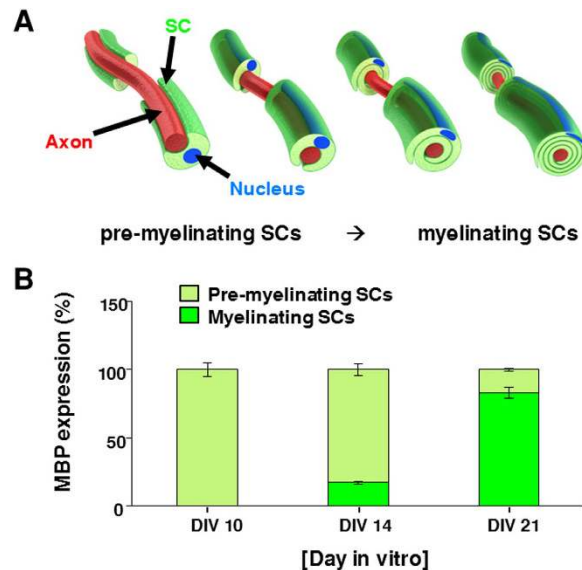 A
SC
Axon
Nucleus
pre-myelinating SCs → myelinating SCs
B
Pre-myelinating SCs
Myelinating SCs
MBP expression (%)
150
100
50
0
DIV 10 DIV 14 DIV 21
[Day in vitro]